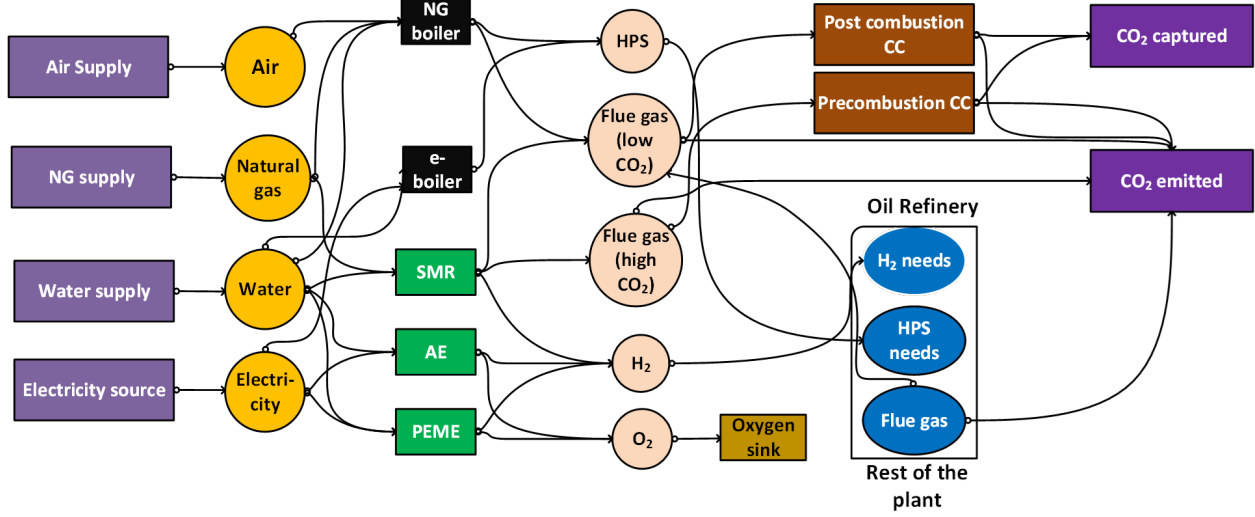 Air Supply
NG supply
Water supply
Electricity source
Air
Natural
gas
Water
Electri-
city
NG
boiler
e-
boiler
SMR
AE
PEME
HPS
Flue gas
(low
CO₂)
Flue gas
(high
CO₂)
H₂
O₂
Oxygen
sink
Post combustion
CC
Precombustion CC
CO₂ captured
CO₂ emitted
Oil Refinery
H₂ needs
HPS
needs
Flue gas
Rest of the
plant